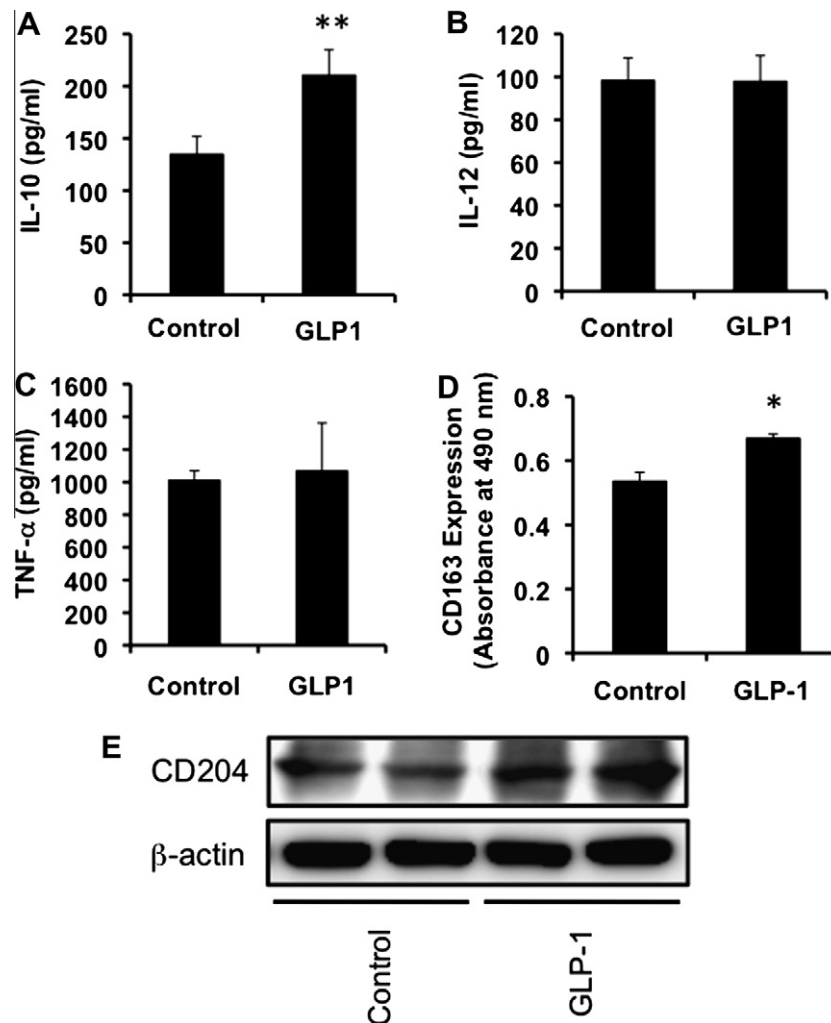 A
IL-10 (pg/ml)
250
200
150
100
50
0
**
Control GLP1
B
IL-12 (pg/ml)
120
100
80
60
40
20
0
Control GLP1
C
TNF-α (pg/ml)
1600
1400
1200
1000
800
600
400
200
0
Control GLP1
D
CD163 Expression
(Absorbance at 490 nm)
0.8
0.6
0.4
0.2
0
*
Control GLP-1
E
CD204
β-actin
Control
GLP-1